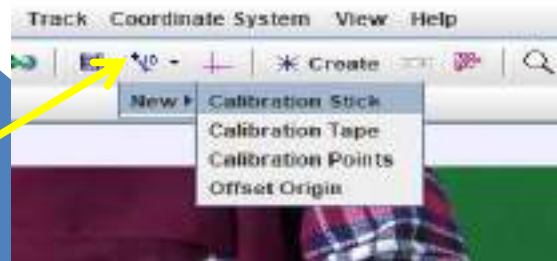 Track Coordinate System View Help
Create
New Calibration Stick
Calibration Tape
Calibration Points
Offset Origin